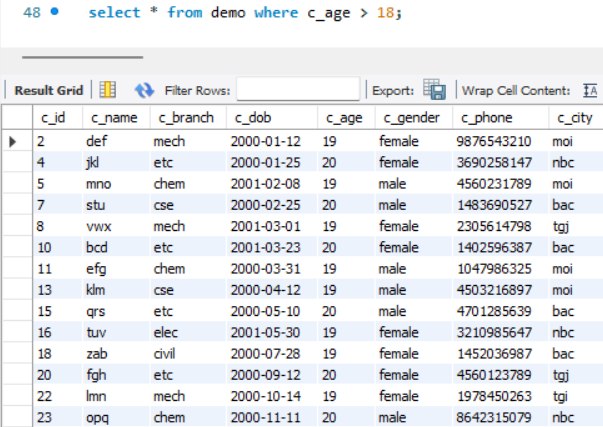 48 select * from demo where c_age > 18;
Result Grid Filter Rows: Export: Wrap Cell Content: IA
c_id c_name c_branch c_dob c_age c_gender c_phone c_city
2 def mech 2000-01-12 19 female 9876543210 moi
4 jkl etc 2000-01-25 20 female 3690258147 nbc
5 mno chem 2001-02-08 19 male 4560231789 moi
7 stu cse 2000-02-25 20 male 1483690527 bac
8 vwx mech 2001-03-01 19 female 2305614798 tgj
10 bcd etc 2001-03-23 20 female 1402596387 bac
11 efg chem 2000-03-31 19 male 1047986325 moi
13 klm cse 2000-04-12 19 male 4503216897 moi
15 qrs etc 2000-05-10 20 male 4701285639 bac
16 tuv elec 2001-05-30 19 female 3210985647 nbc
18 zab civil 2000-07-28 19 female 1452036987 bac
20 fgh etc 2000-09-12 20 female 4560123789 tgj
22 lmn mech 2000-10-14 19 female 1978450263 tgi
23 opq chem 2000-11-11 20 male 8642315079 nbc